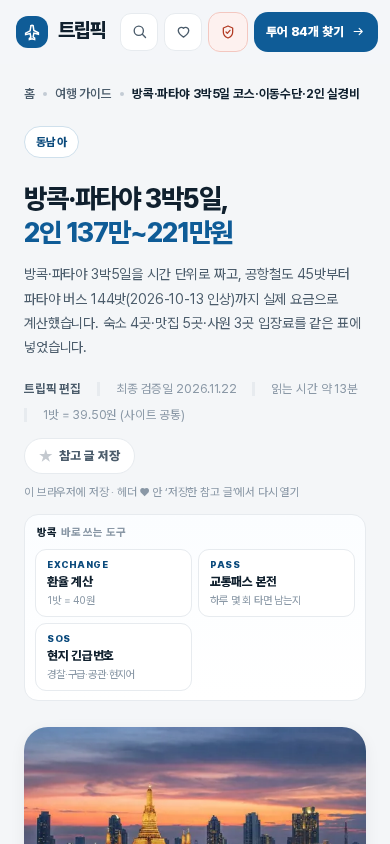 트립픽
투어 84개 찾기 →
홈 • 여행 가이드 • 방콕·파타야 3박5일 코스·이동수단·2인 실경비
동남아
방콕·파타야 3박5일,
2인 137만~221만원
방콕·파타야 3박5일을 시간 단위로 짜고, 공항철도 45밧부터
파타야 버스 144밧(2026-10-13 인상)까지 실제 요금으로
계산했습니다. 숙소 4곳·맛집 5곳·사원 3곳 입장료를 같은 표에
넣었습니다.
트립픽 편집 | 최종 검증일 2026.11.22 | 읽는 시간 약 13분
| 1밧 = 39.50원 (사이트 공통)
★ 참고 글 저장
이 브라우저에 저장 · 헤더 ♥ 안 '저장한 참고 글'에서 다시 열기
방콕 바로 쓰는 도구
EXCHANGE
환율 계산
1밧 = 40원
PASS
교통패스 본전
하루 몇 회 타면 남는지
SOS
현지 긴급번호
경찰·구급·공관·현지어